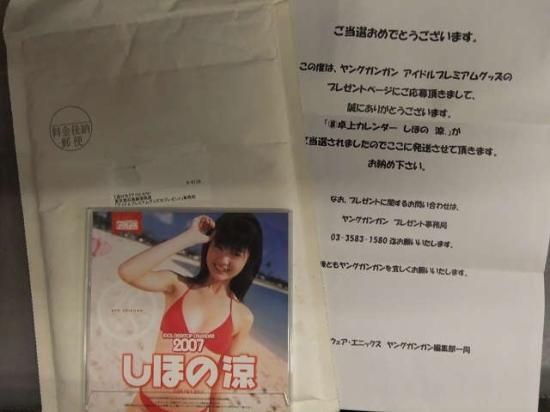 ご当選おめでとうございます。
この度は、ヤングガンガン アイドルプレミアムグッズの
プレゼントページにご応募頂きまして、
誠にありがとうございます。
卓上カレンダー しほの 涼」が
ご当選されましたのでここに発送させて頂きます。
お納め下さい。
なお、プレゼントに関するお問い合わせは、
ヤングガンガン プレゼント事務局
03-3583-1580 迄お願いいたします。
ともヤングガンガンを宜しくお願いいたします。
ウェア・エニックス ヤングガンガン編集部一同
料金後納
郵便
IDOL DESKTOP CALENDAR
2007
しほの涼